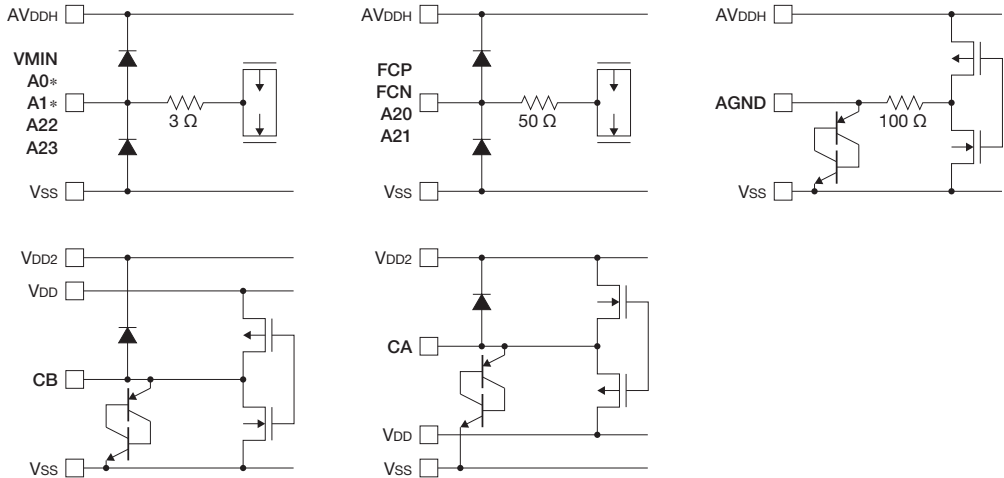 AVDDH
VMIN
A0*
A1*
A22
A23
3 Ω
VSS
AVDDH
FCP
FCN
A20
A21
50 Ω
VSS
AVDDH
AGND
100 Ω
VSS
VDD2
VDD
CB
VSS
VDD2
CA
VDD
VSS